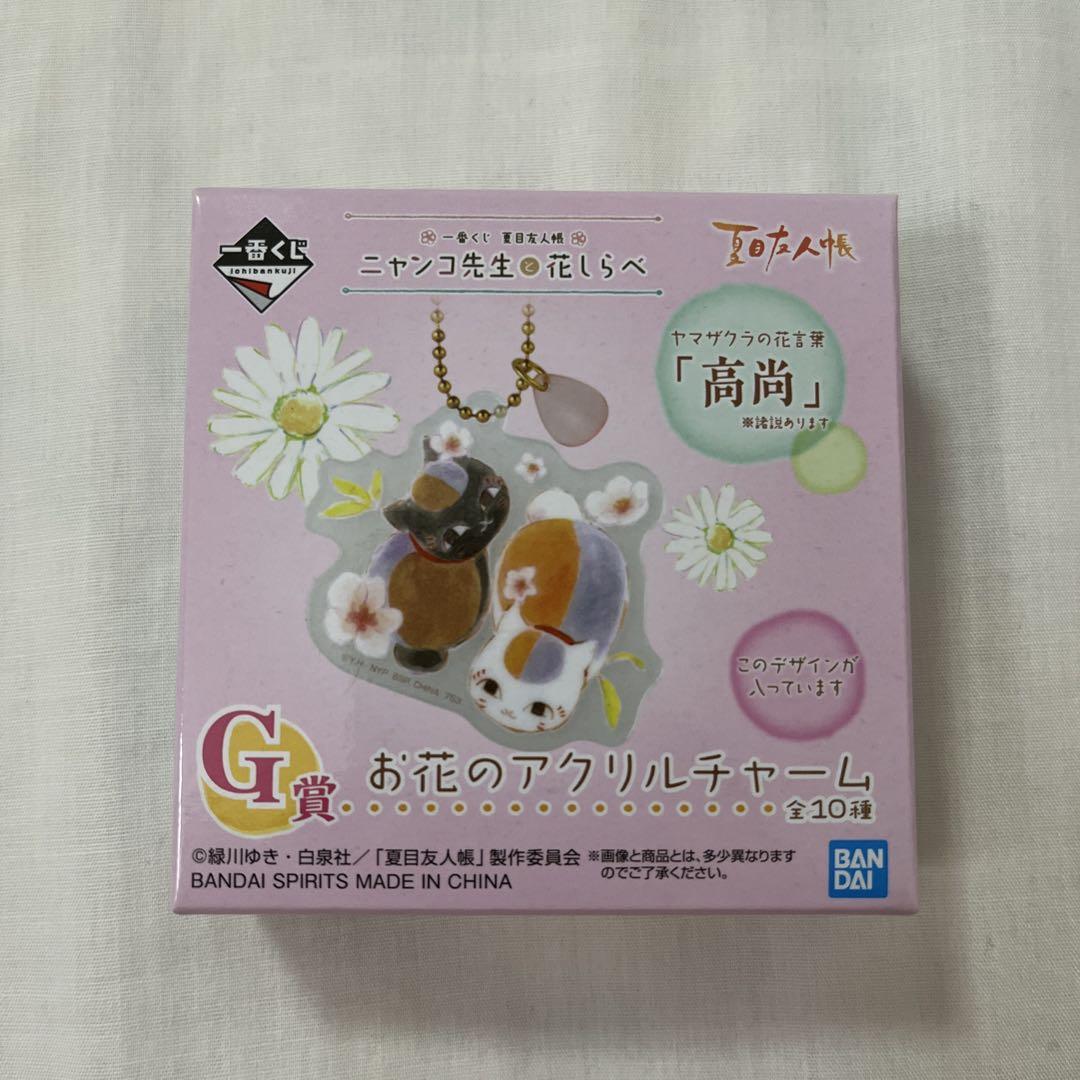 一番くじ
ichibankuji
一番くじ 夏目友人帳
ニャンコ先生と花しらべ
夏目友人帳
ヤマザクラの花言葉
「高尚」
※諸説あります
©Y.H. NYP BSP, CHINA 753
このデザインが
入っています
G賞
お花のアクリルチャーム
全10種
©緑川ゆき・白泉社/「夏目友人帳」製作委員会
BANDAI SPIRITS MADE IN CHINA
※画像と商品とは、多少異なります
のでご了承ください。
BAN
DAI